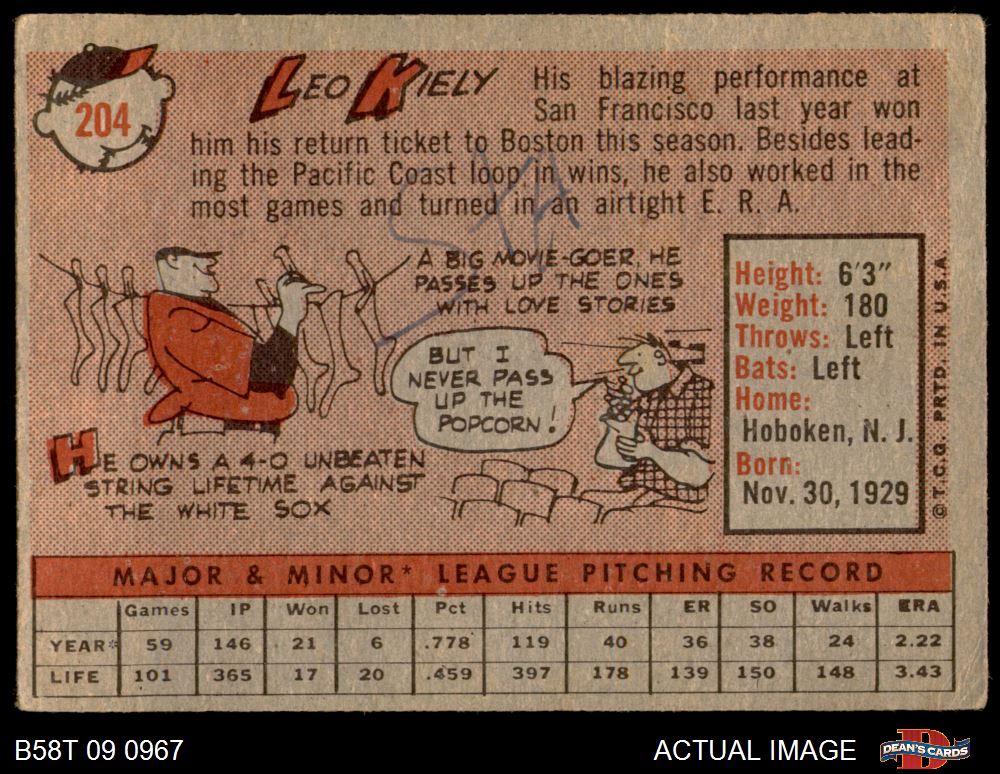 204
LEO KIELY
His blazing performance at
San Francisco last year won
him his return ticket to Boston this season. Besides lead-
ing the Pacific Coast loop in wins, he also worked in the
most games and turned in an airtight E. R. A.
A BIG MOVIE-GOER, HE
PASSES UP THE ONES
WITH LOVE STORIES
BUT I
NEVER PASS
UP THE
POPCORN!
HE OWNS A 4-0 UNBEATEN
STRING LIFETIME AGAINST
THE WHITE SOX
Height: 6'3"
Weight: 180
Throws: Left
Bats: Left
Home:
Hoboken, N. J.
Born:
Nov. 30, 1929
© T.C.G. PRTD. IN U.S.A.
MAJOR & MINOR* LEAGUE PITCHING RECORD
Games IP Won Lost Pct Hits Runs ER SO Walks ERA
YEAR* 59 146 21 6 .778 119 40 36 38 24 2.22
LIFE 101 365 17 20 .459 397 178 139 150 148 3.43
B58T 09 0967
ACTUAL IMAGE
DEAN'S CARDS